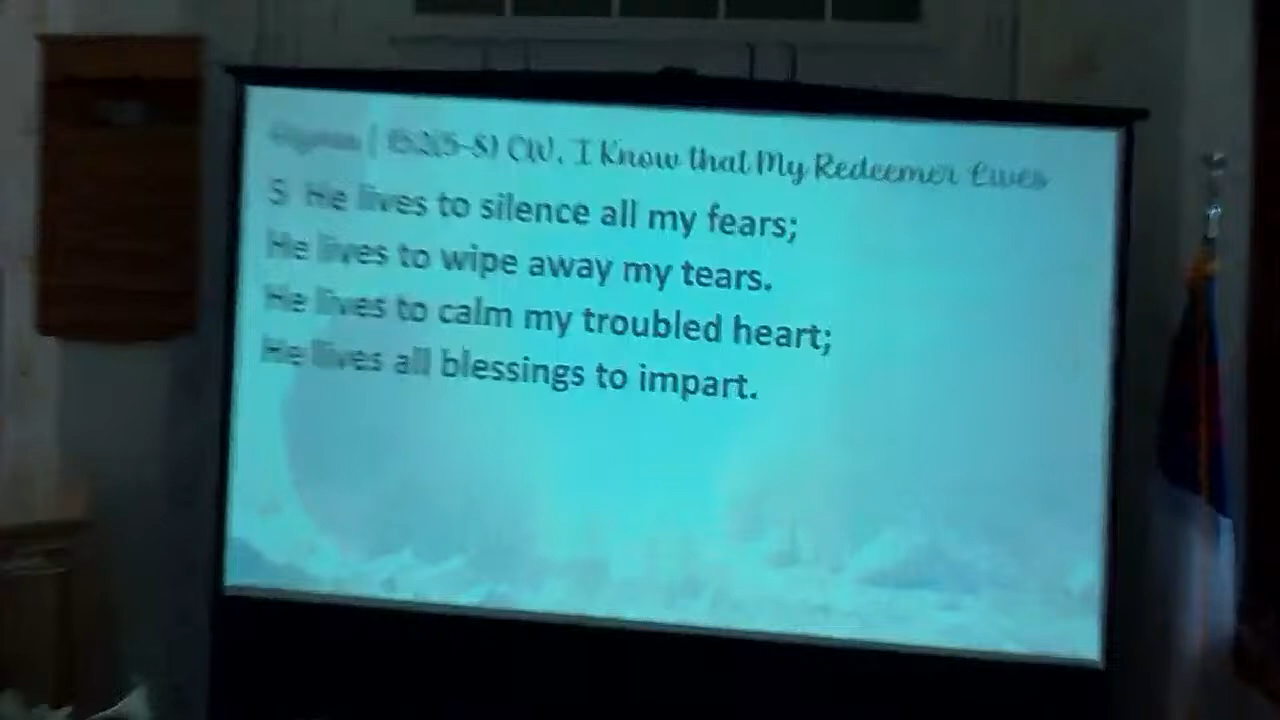 Hymn ( 152(5-8) CW, I Know that My Redeemer Lives
5 He lives to silence all my fears;
He lives to wipe away my tears.
He lives to calm my troubled heart;
He lives all blessings to impart.